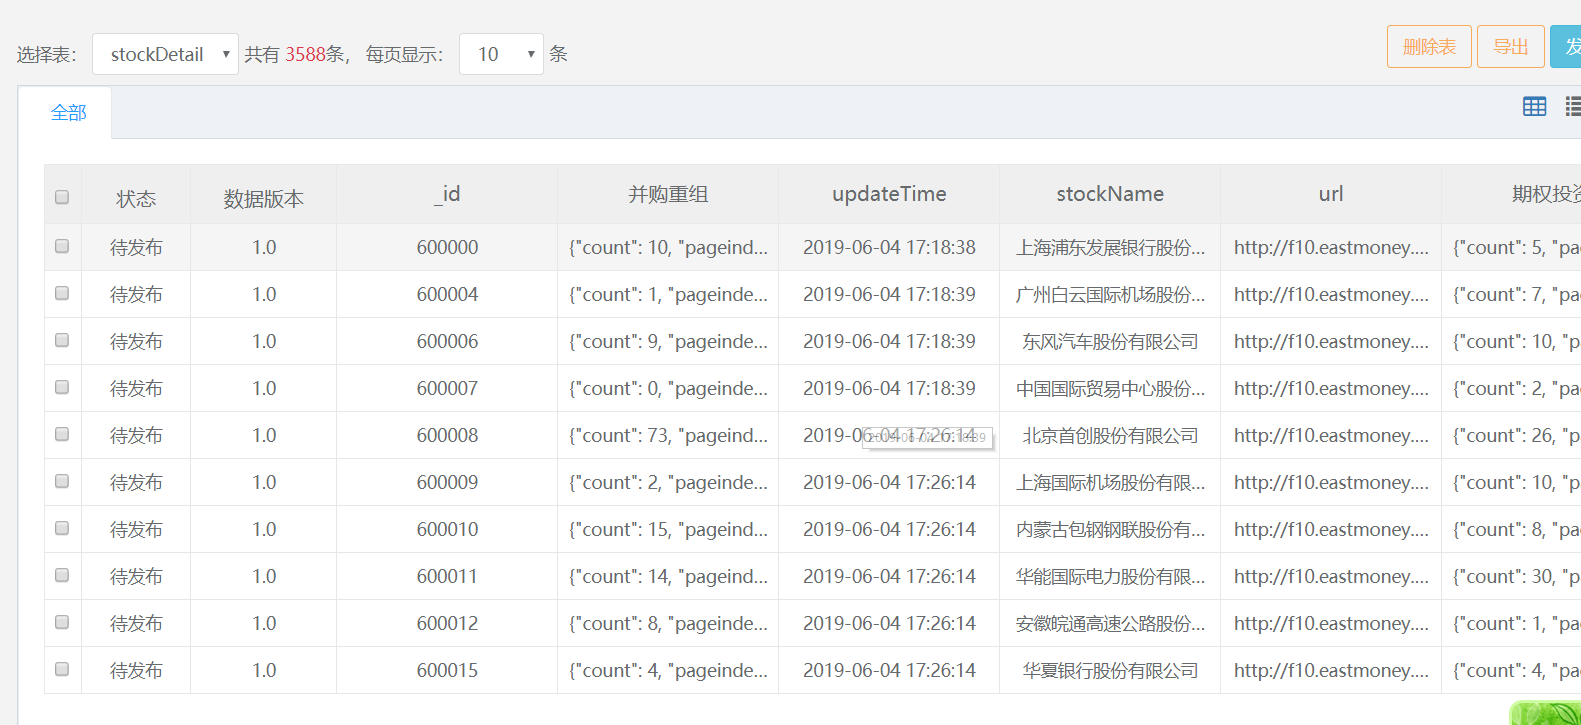 选择表： stockDetail 共有 3588条， 每页显示： 10 条 删除表 导出 发
全部
状态 数据版本 _id 并购重组 updateTime stockName url 期权投资
待发布 1.0 600000 {"count": 10, "pageind... 2019-06-04 17:18:38 上海浦东发展银行股份... http://f10.eastmoney.... {"count": 5, "pa
待发布 1.0 600004 {"count": 1, "pageinde... 2019-06-04 17:18:39 广州白云国际机场股份... http://f10.eastmoney.... {"count": 7, "pa
待发布 1.0 600006 {"count": 9, "pageinde... 2019-06-04 17:18:39 东风汽车股份有限公司 http://f10.eastmoney.... {"count": 10, "p
待发布 1.0 600007 {"count": 0, "pageinde... 2019-06-04 17:18:39 中国国际贸易中心股份... http://f10.eastmoney.... {"count": 2, "pa
待发布 1.0 600008 {"count": 73, "pageind... 2019-06-04 17:26:14 北京首创股份有限公司 http://f10.eastmoney.... {"count": 26, "p
待发布 1.0 600009 {"count": 2, "pageinde... 2019-06-04 17:26:14 上海国际机场股份有限... http://f10.eastmoney.... {"count": 10, "p
待发布 1.0 600010 {"count": 15, "pageind... 2019-06-04 17:26:14 内蒙古包钢钢联股份有... http://f10.eastmoney.... {"count": 8, "pa
待发布 1.0 600011 {"count": 14, "pageind... 2019-06-04 17:26:14 华能国际电力股份有限... http://f10.eastmoney.... {"count": 30, "p
待发布 1.0 600012 {"count": 8, "pageinde... 2019-06-04 17:26:14 安徽皖通高速公路股份... http://f10.eastmoney.... {"count": 1, "pa
待发布 1.0 600015 {"count": 4, "pageinde... 2019-06-04 17:26:14 华夏银行股份有限公司 http://f10.eastmoney.... {"count": 4, "pa